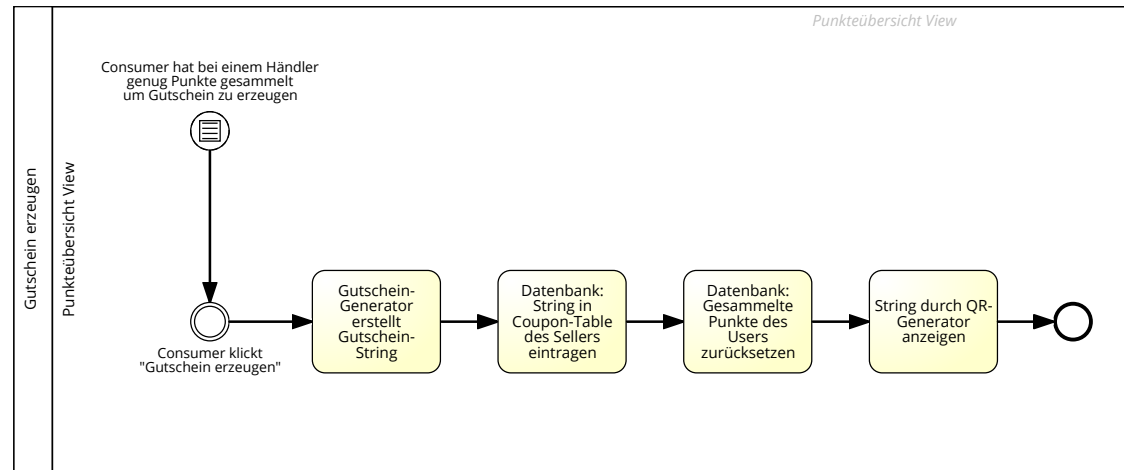 Punkteübersicht View
Gutschein erzeugen
Punkteübersicht View
Consumer hat bei einem Händler
genug Punkte gesammelt
um Gutschein zu erzeugen
Consumer klickt
"Gutschein erzeugen"
Gutschein-
Generator
erstellt
Gutschein-
String
Datenbank:
String in
Coupon-Table
des Sellers
eintragen
Datenbank:
Gesammelte
Punkte des
Users
zurücksetzen
String durch QR-
Generator
anzeigen